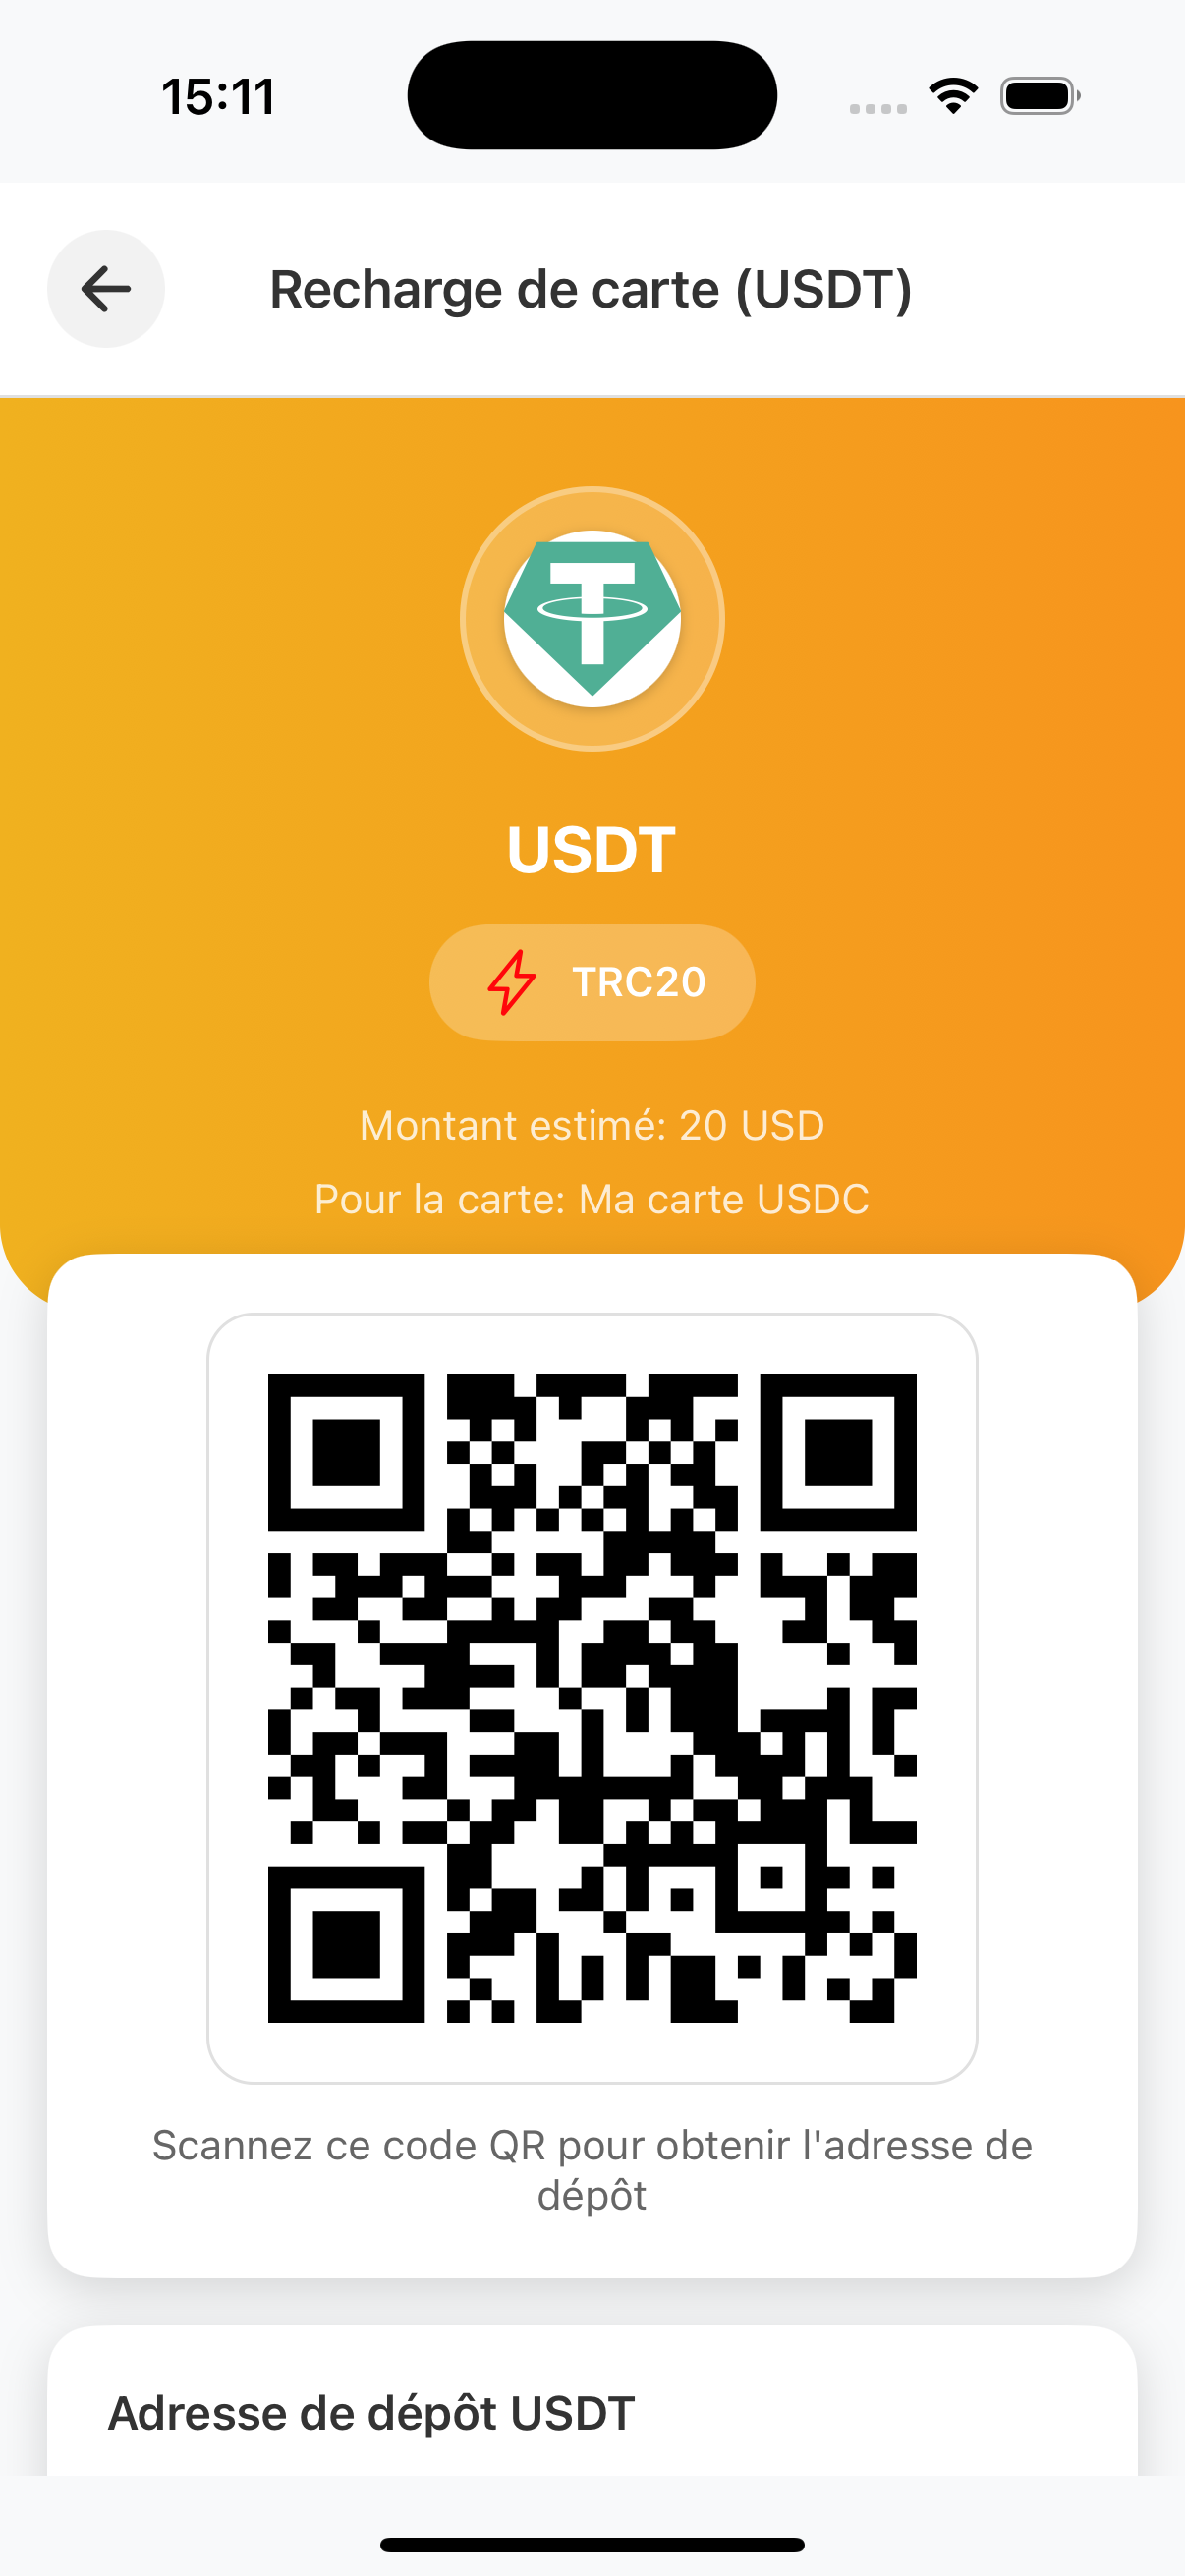 15:11
Recharge de carte (USDT)
USDT
TRC20
Montant estimé: 20 USD
Pour la carte: Ma carte USDC
Scannez ce code QR pour obtenir l'adresse de
dépôt
Adresse de dépôt USDT